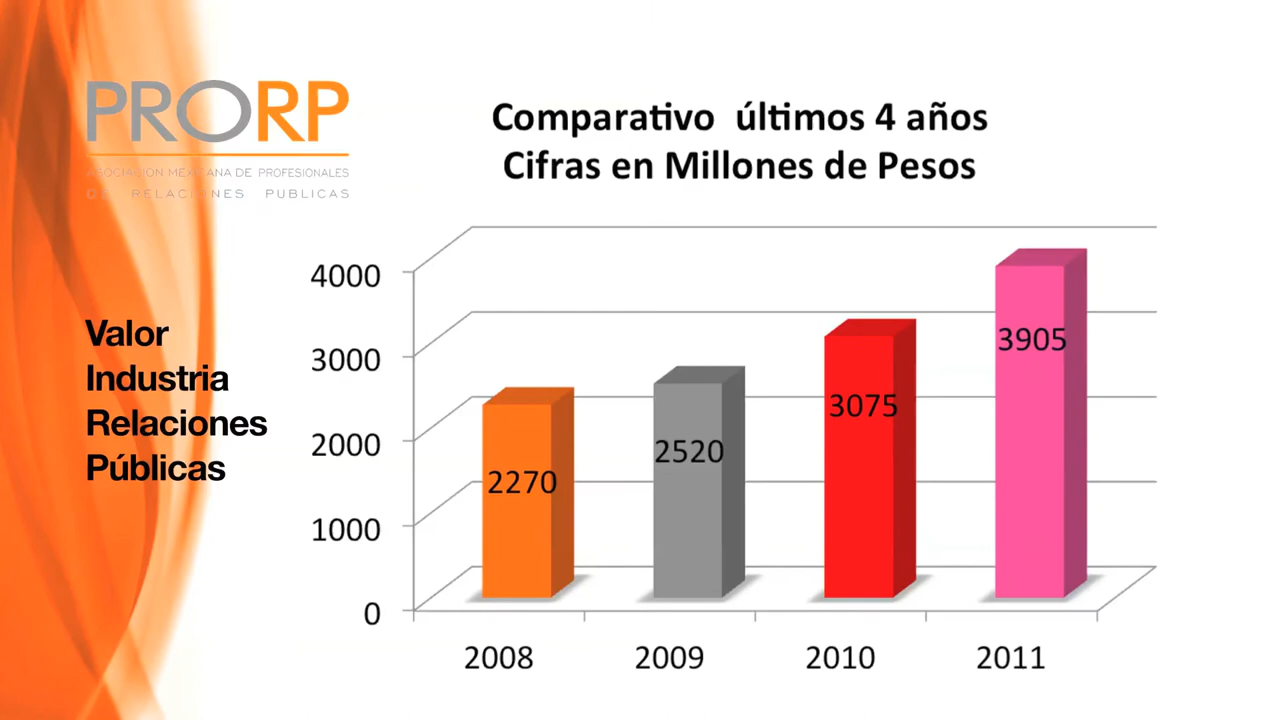 PRORP
ASOCIACION MEXICANA DE PROFESIONALES
DE RELACIONES PUBLICAS
Comparativo últimos 4 años
Cifras en Millones de Pesos
Valor
Industria
Relaciones
Públicas
4000
3000
2000
1000
0
2270
2520
3075
3905
2008
2009
2010
2011